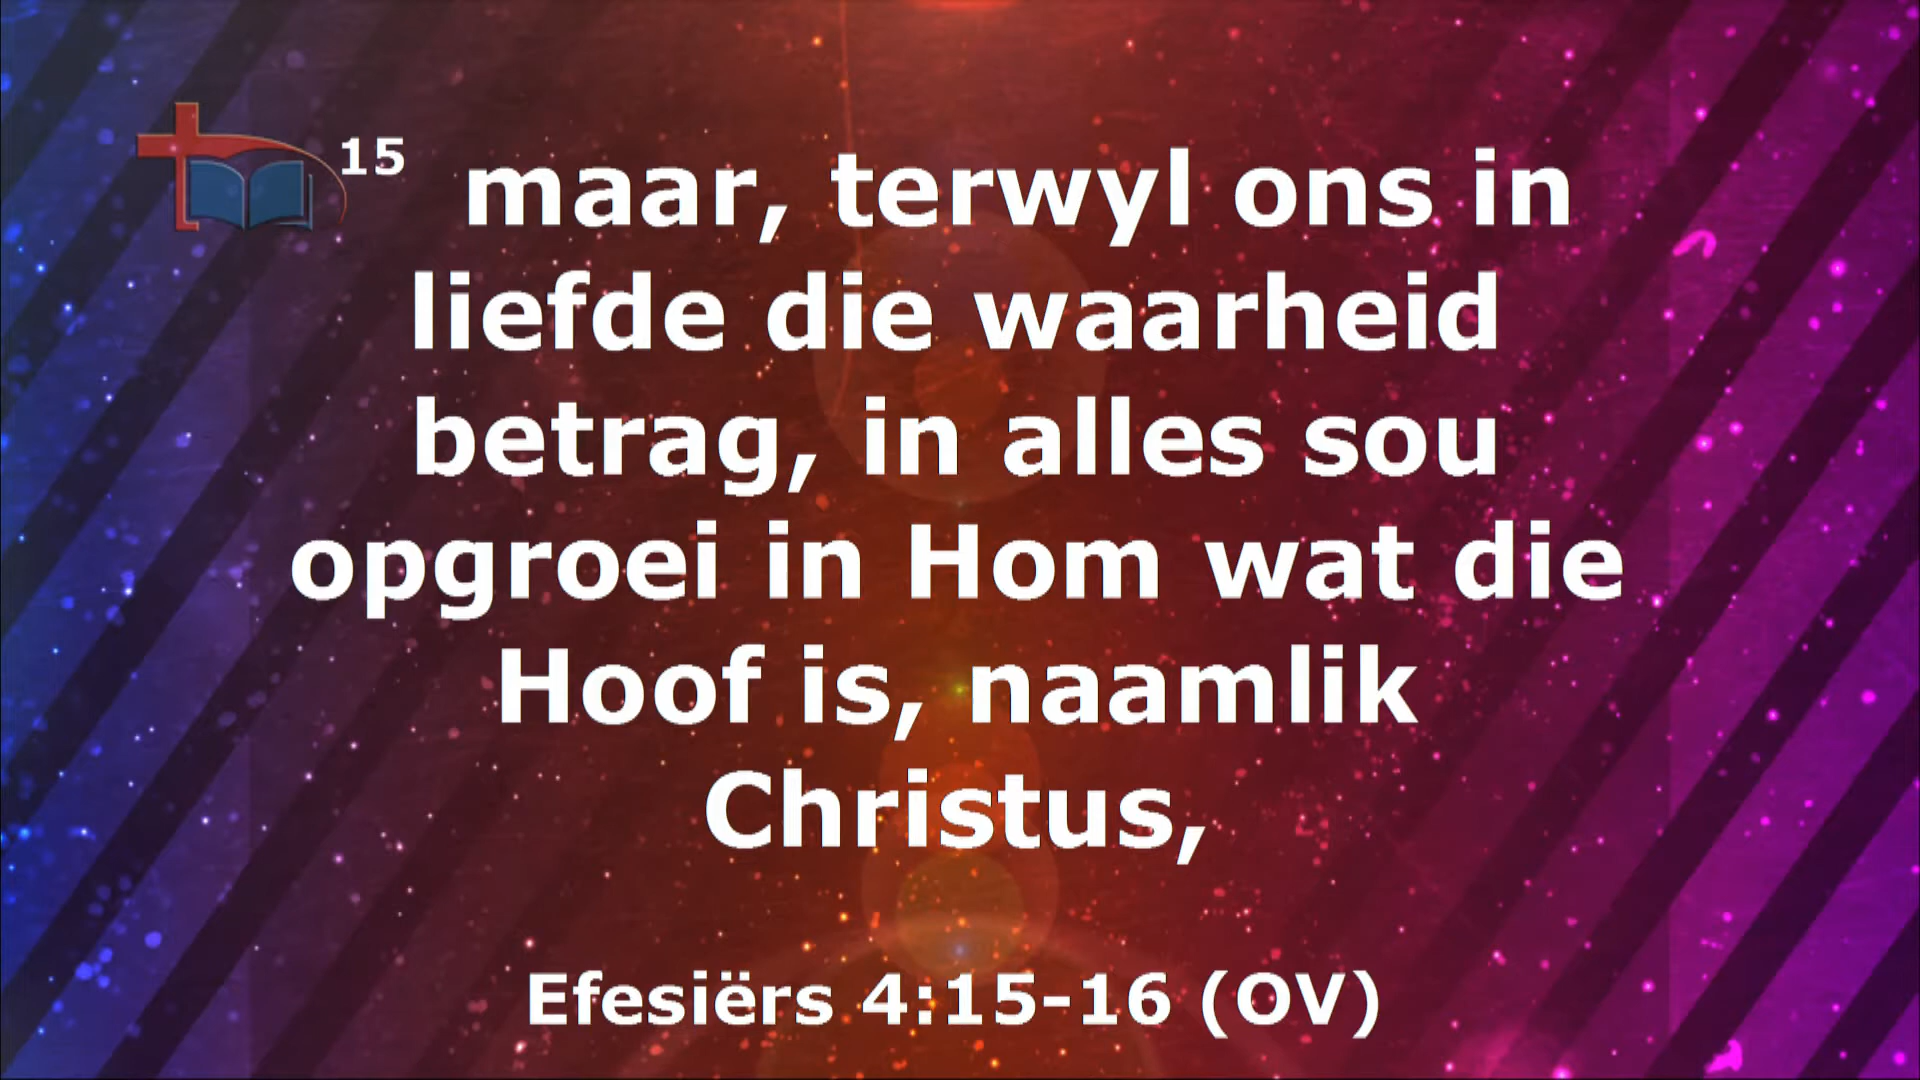 15 maar, terwyl ons in
liefde die waarheid
betrag, in alles sou
opgroei in Hom wat die
Hoof is, naamlik
Christus,
Efesiërs 4:15-16 (OV)